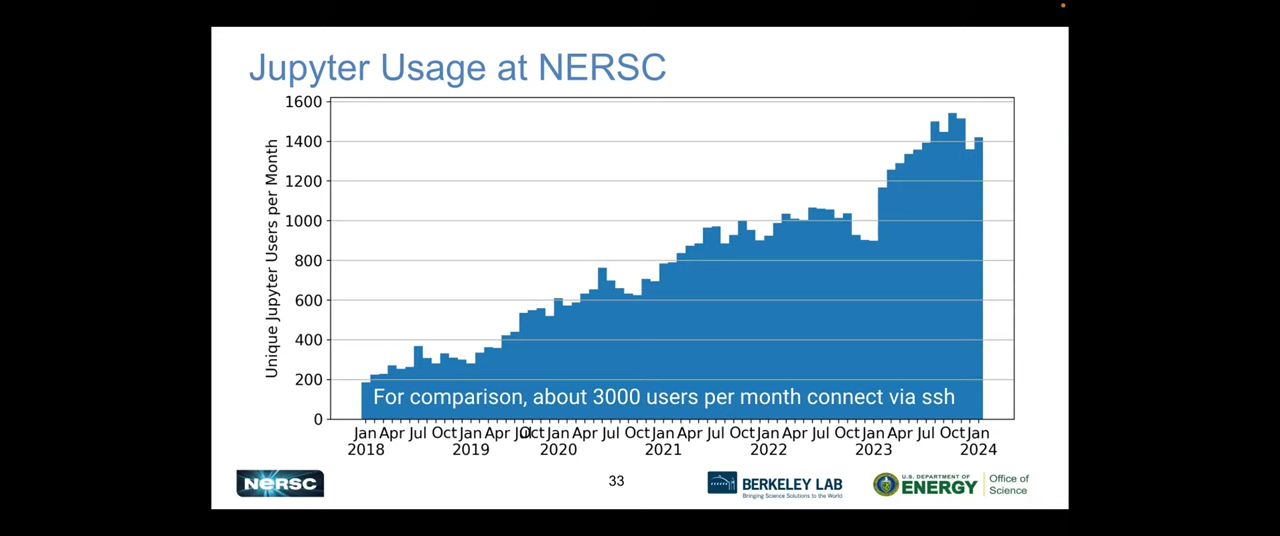 Jupyter Usage at NERSC
1600
1400
1200
1000
800
600
400
200
0
Unique Jupyter Users per Month
For comparison, about 3000 users per month connect via ssh
Jan Apr Jul Oct Jan Apr Jul Oct Jan Apr Jul Oct Jan Apr Jul Oct Jan Apr Jul Oct Jan Apr Jul Oct Jan
2018 2019 2020 2021 2022 2023 2024
NERSC
33
BERKELEY LAB
Bringing Science Solutions to the World
U.S. DEPARTMENT OF
ENERGY
Office of
Science